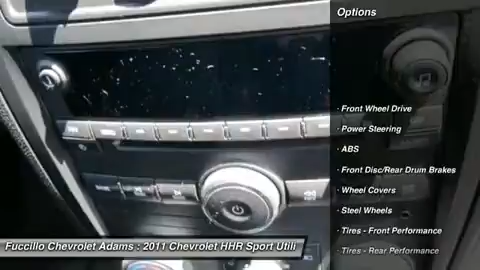 Options
· Front Wheel Drive
· Power Steering
· ABS
· Front Disc/Rear Drum Brakes
· Wheel Covers
· Steel Wheels
· Tires - Front Performance
· Tires - Rear Performance
Fuccillo Chevrolet Adams : 2011 Chevrolet HHR Sport Utili